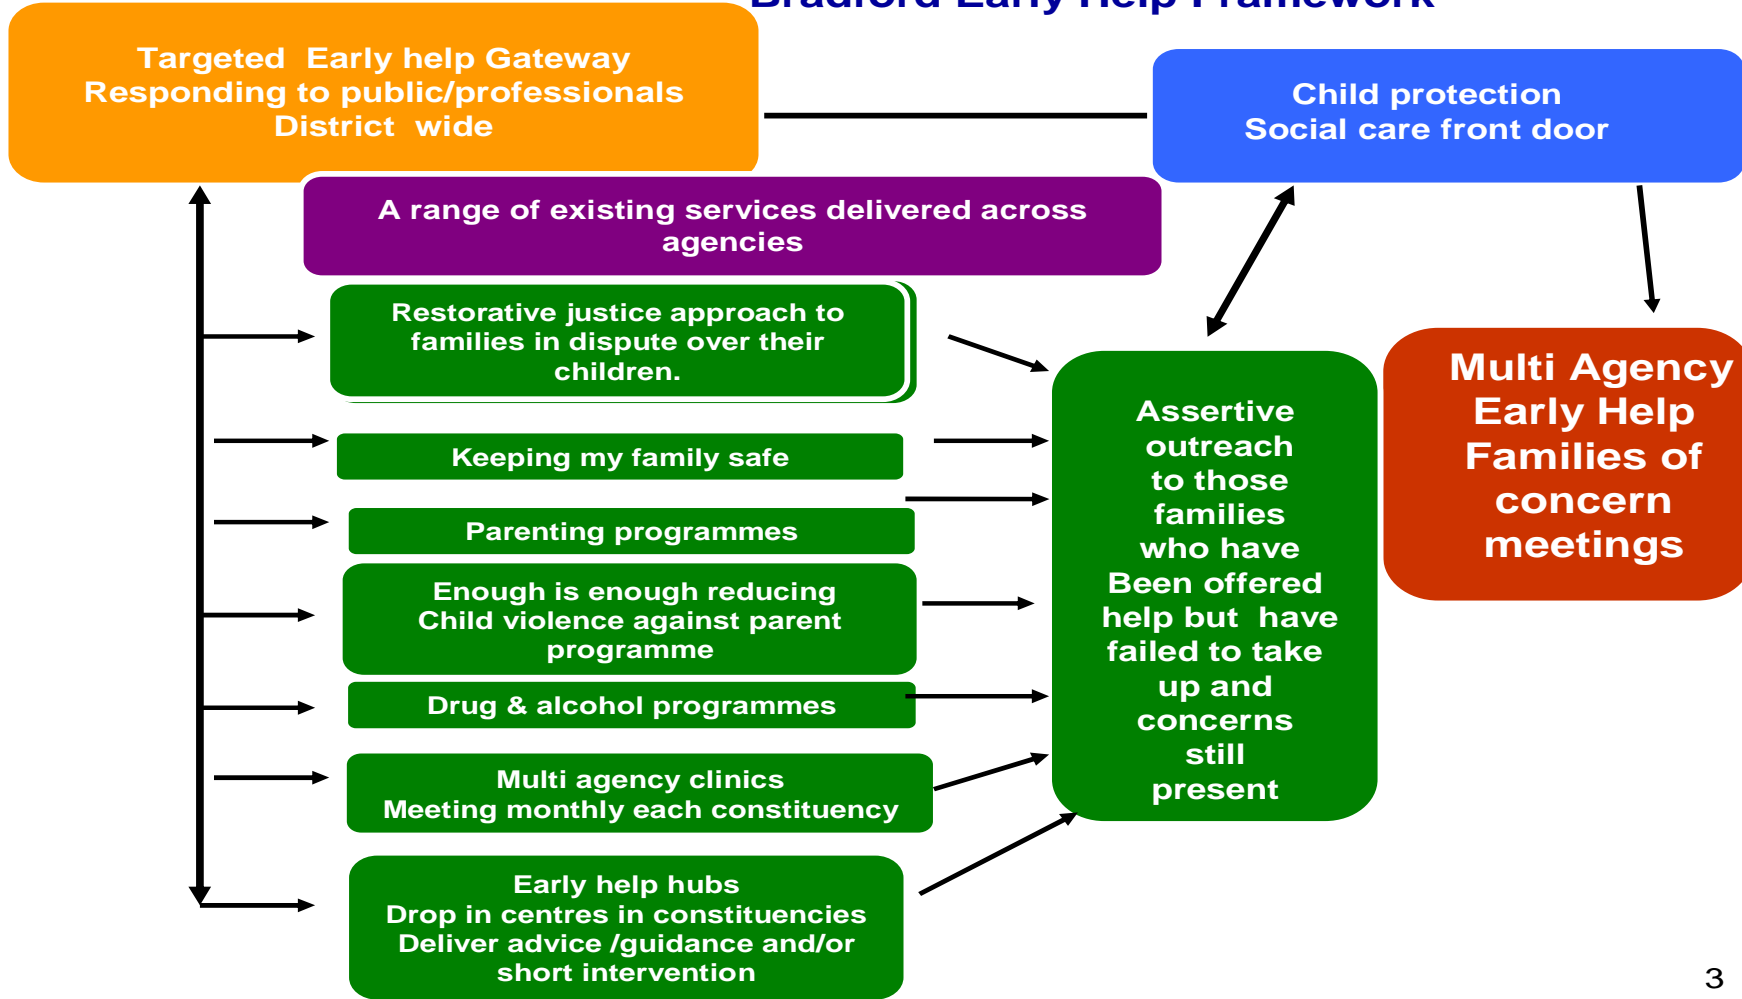 Bradford Early Help Framework
Targeted Early help Gateway
Responding to public/professionals
District wide
Child protection
Social care front door
A range of existing services delivered across
agencies
Restorative justice approach to
families in dispute over their
children.
Keeping my family safe
Parenting programmes
Enough is enough reducing
Child violence against parent
programme
Drug & alcohol programmes
Multi agency clinics
Meeting monthly each constituency
Early help hubs
Drop in centres in constituencies
Deliver advice /guidance and/or
short intervention
Assertive
outreach
to those
families
who have
Been offered
help but have
failed to take
up and
concerns
still
present
Multi Agency
Early Help
Families of
concern
meetings
3